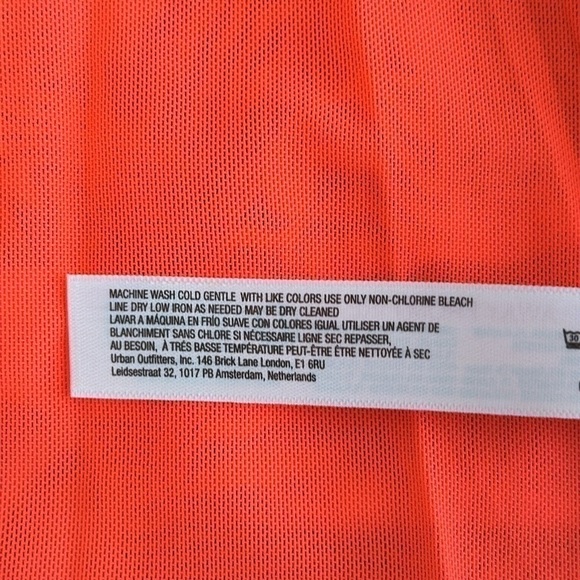 MACHINE WASH COLD GENTLE WITH LIKE COLORS USE ONLY NON-CHLORINE BLEACH
LINE DRY LOW IRON AS NEEDED MAY BE DRY CLEANED
LAVAR A MÁQUINA EN FRÍO SUAVE CON COLORES IGUAL UTILISER UN AGENT DE
BLANCHIMENT SANS CHLORE SI NÉCESSAIRE LIGNE SEC REPASSER,
AU BESOIN, À TRÉS BASSE TEMPÉRATURE PEUT-ÊTRE ÊTRE NETTOYÉE À SEC
Urban Outfitters, Inc. 146 Brick Lane London, E1 6RU
Leidsestraat 32, 1017 PB Amsterdam, Netherlands
30